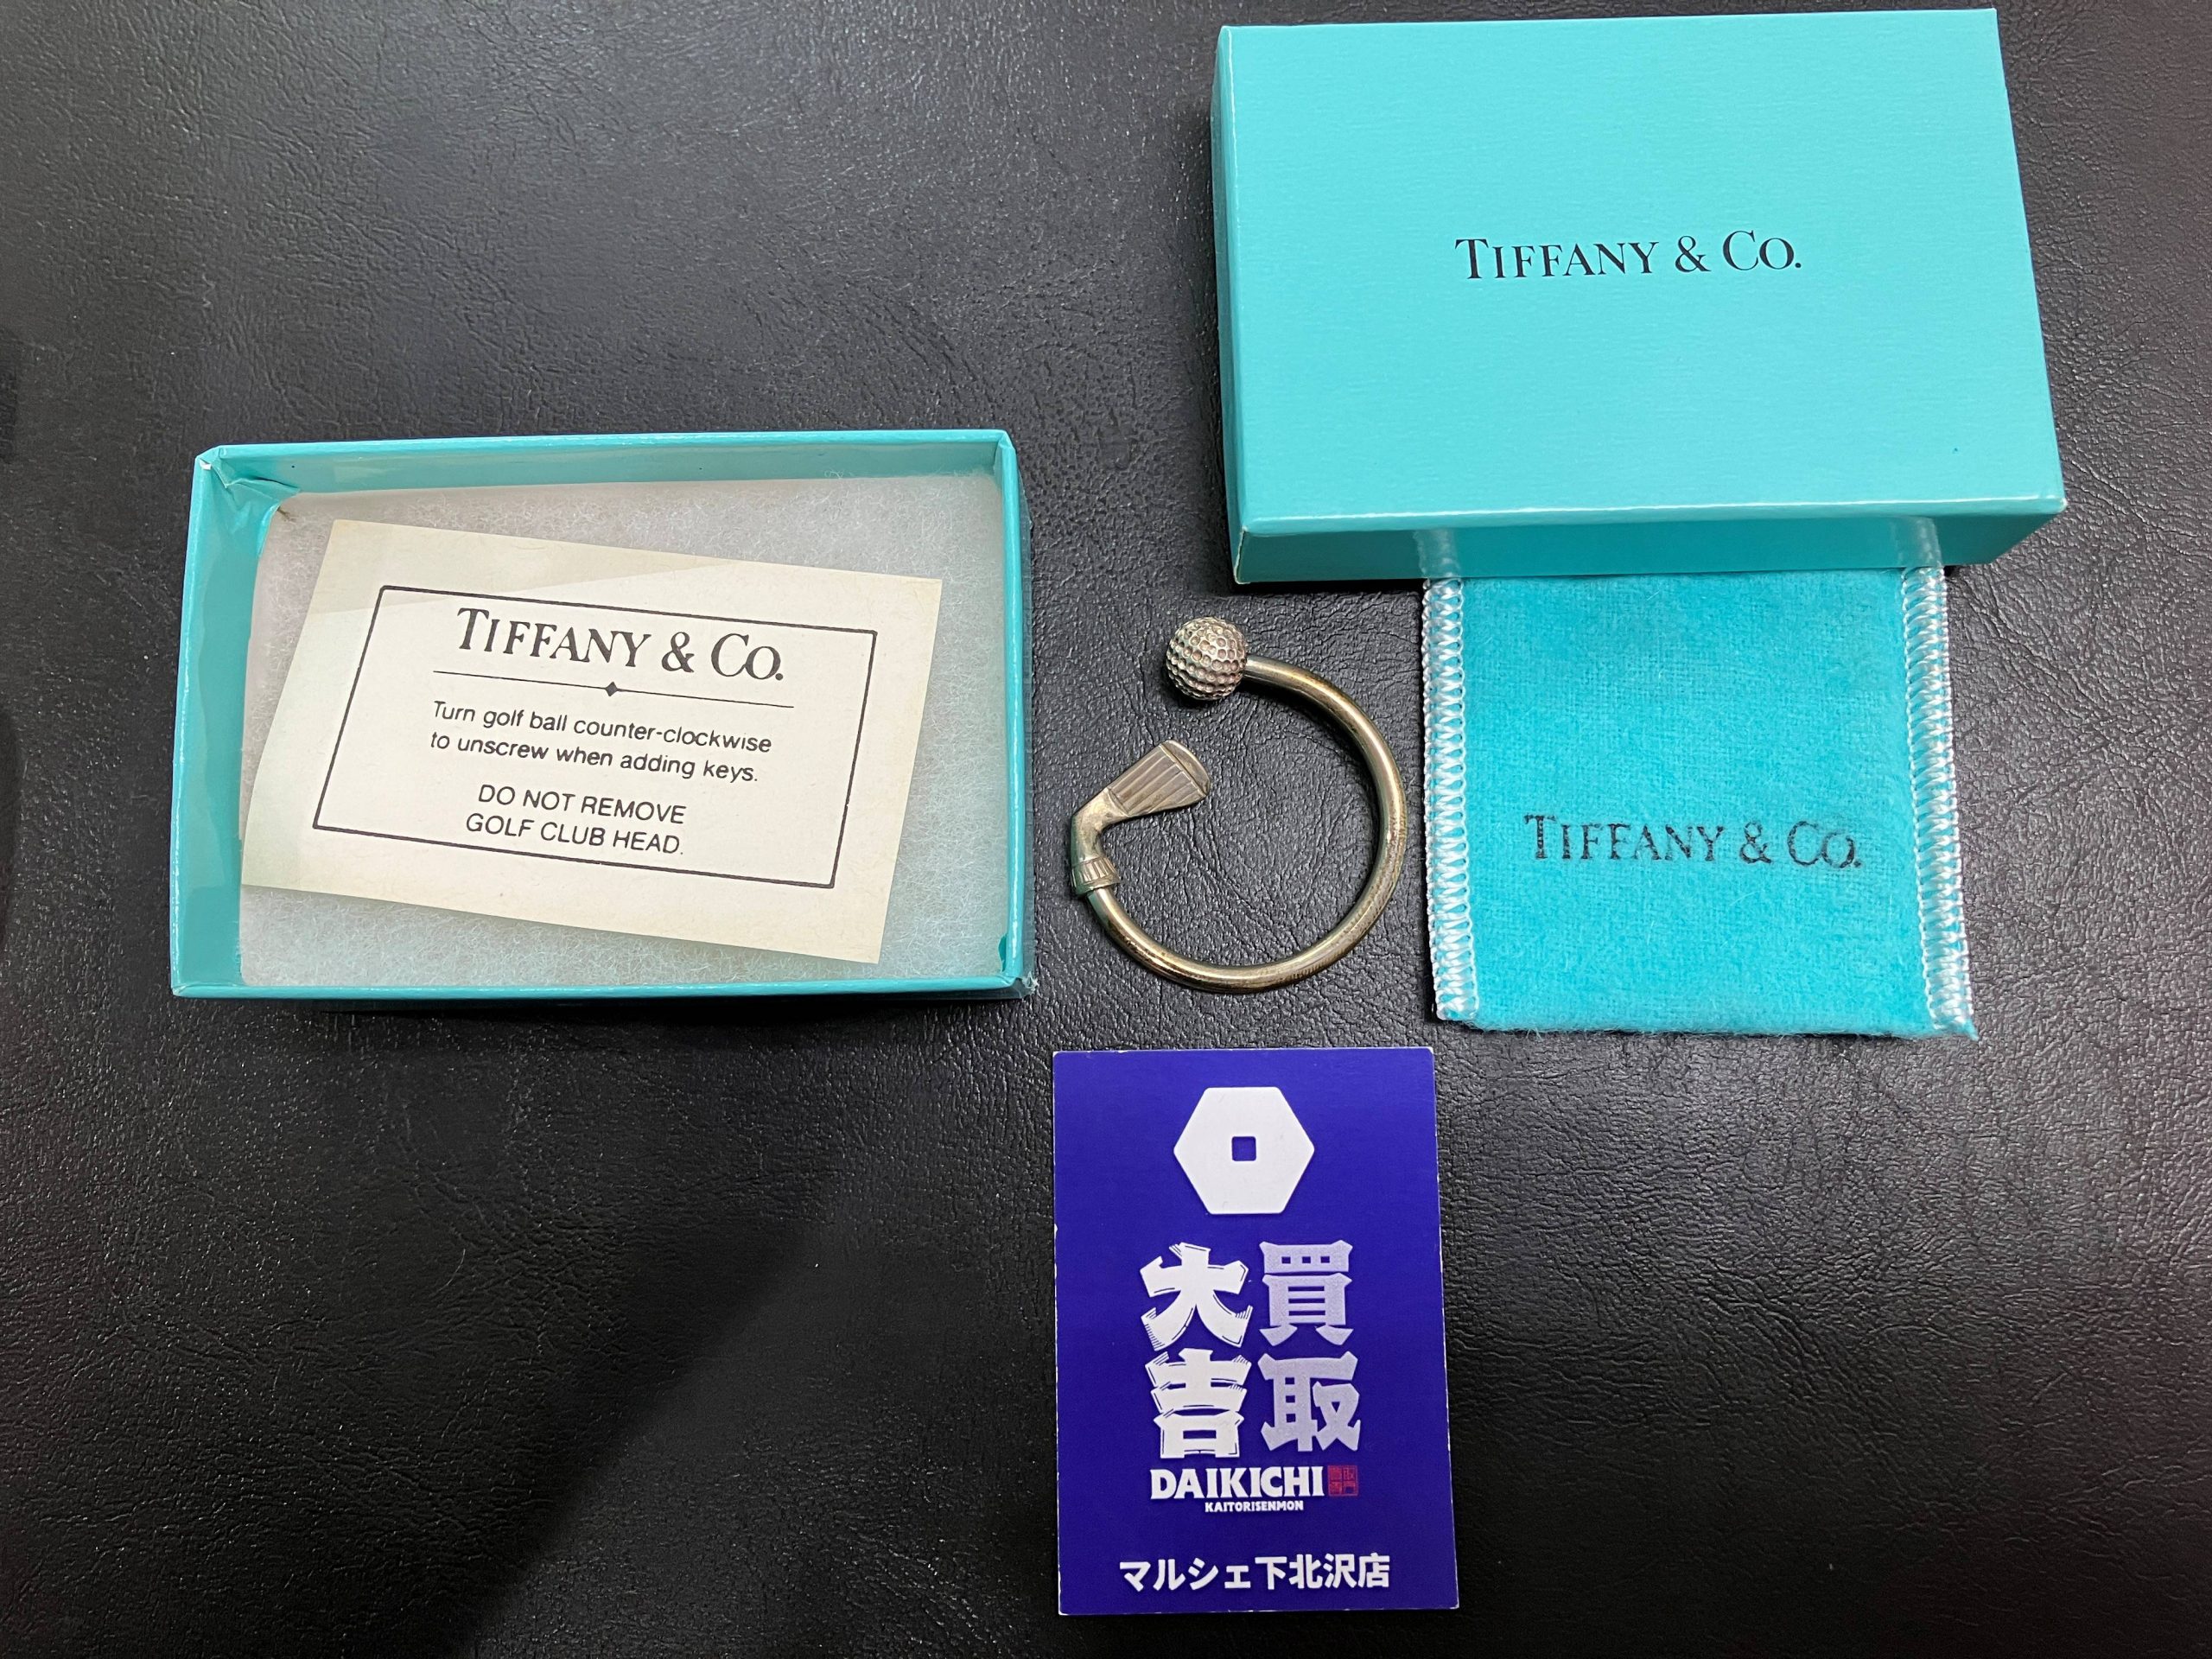 TIFFANY & CO.
TIFFANY & CO.
Turn golf ball counter-clockwise
to unscrew when adding keys.
DO NOT REMOVE
GOLF CLUB HEAD.
TIFFANY & CO.
買取
大吉
DAIKICHI
KAITORISENMON
マルシェ下北沢店